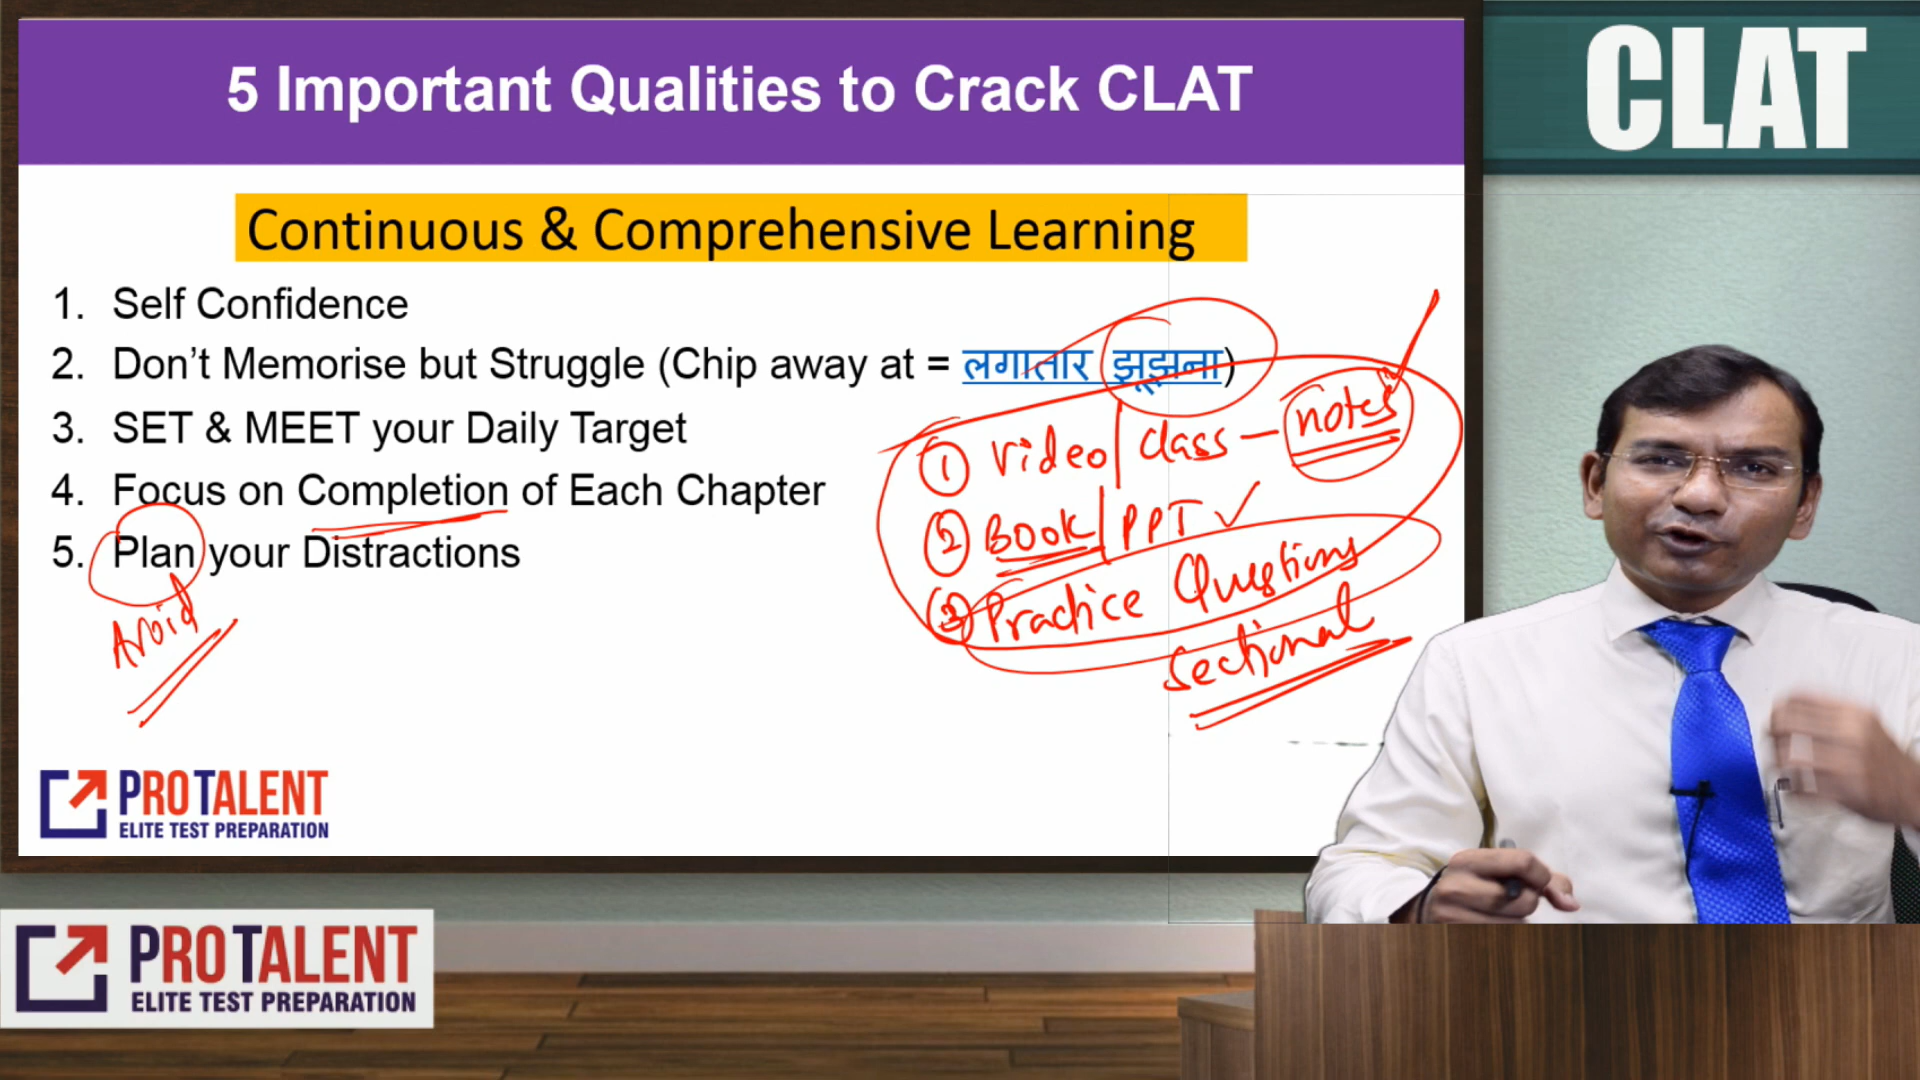 5 Important Qualities to Crack CLAT
CLAT
Continuous & Comprehensive Learning
1. Self Confidence
2. Don't Memorise but Struggle (Chip away at = लगातार झूझना)
3. SET & MEET your Daily Target
4. Focus on Completion of Each Chapter
5. Plan your Distractions
Avoid
① Video | Class — notes
② Book | PPT ✓
③ Practice Questions
Sectional
PROTALENT
ELITE TEST PREPARATION
PROTALENT
ELITE TEST PREPARATION